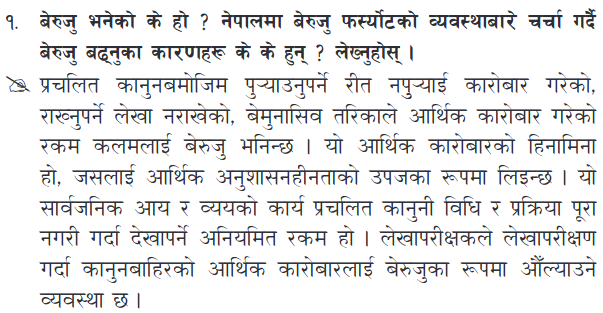 १. बेरुजु भनेको के हो ? नेपालमा बेरुजु फर्स्योटको व्यवस्थाबारे चर्चा गर्दै
बेरुजु बढ्नुका कारणहरू के के हुन् ? लेख्नुहोस् ।
प्रचलित कानुनबमोजिम पुऱ्याउनुपर्ने रीत नपुऱ्याई कारोबार गरेको,
राख्नुपर्ने लेखा नराखेको, बेमुनासिव तरिकाले आर्थिक कारोबार गरेको
रकम कलमलाई बेरुजु भनिन्छ । यो आर्थिक कारोबारको हिनामिना
हो, जसलाई आर्थिक अनुशासनहीनताको उपजका रूपमा लिइन्छ । यो
सार्वजनिक आय र व्ययको कार्य प्रचलित कानुनी विधि र प्रक्रिया पूरा
नगरी गर्दा देखापर्ने अनियमित रकम हो । लेखापरीक्षकले लेखापरीक्षण
गर्दा कानुनबाहिरको आर्थिक कारोबारलाई बेरुजुका रूपमा औँल्याउने
व्यवस्था छ ।